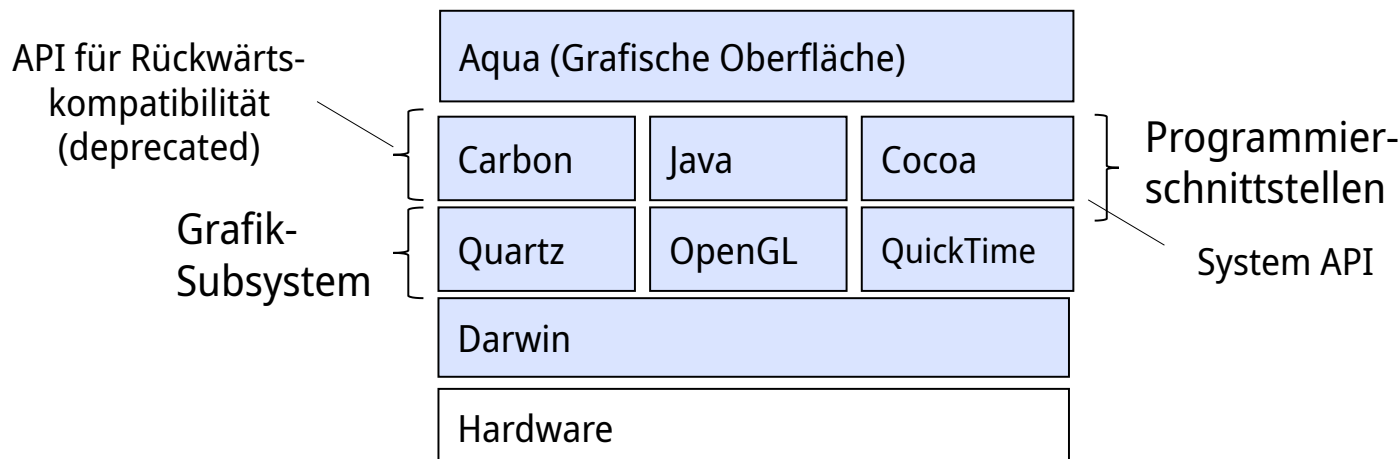 Aqua (Grafische Oberfläche)
API für Rückwärts-
kompatibilität
(deprecated)
Carbon
Java
Cocoa
Programmier-
schnittstellen
Grafik-
Subsystem
Quartz
OpenGL
QuickTime
System API
Darwin
Hardware